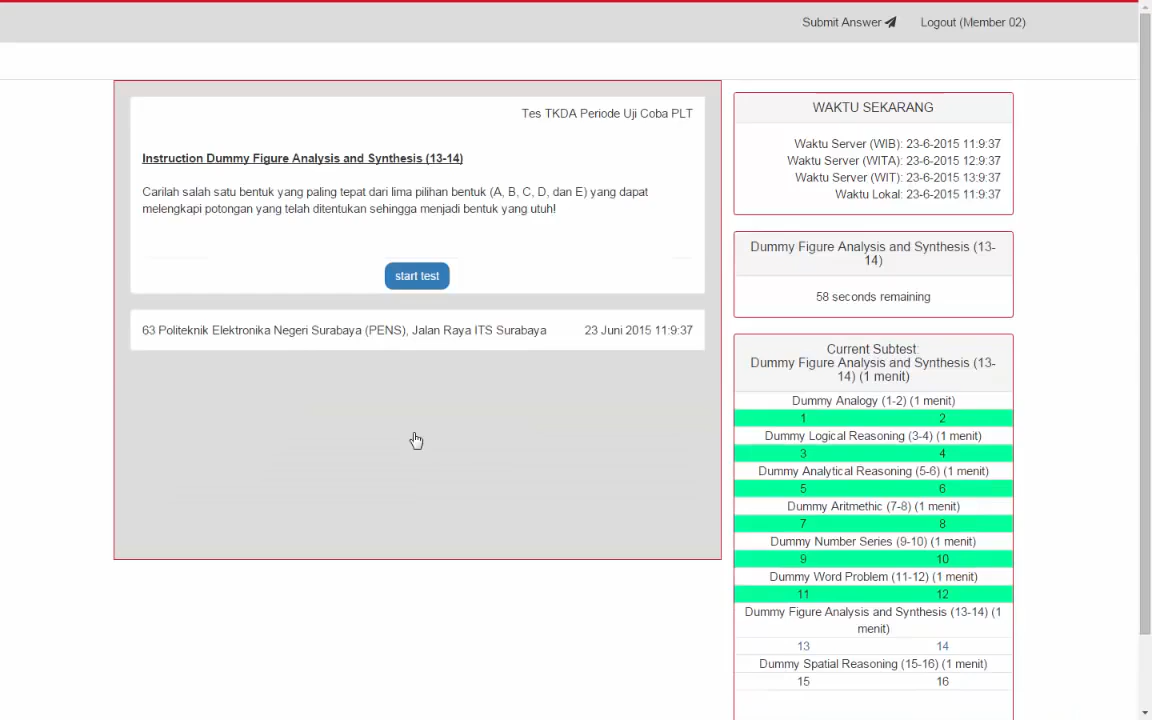 Submit Answer
Logout (Member 02)
Tes TKDA Periode Uji Coba PLT
Instruction Dummy Figure Analysis and Synthesis (13-14)
Carilah salah satu bentuk yang paling tepat dari lima pilihan bentuk (A, B, C, D, dan E) yang dapat
melengkapi potongan yang telah ditentukan sehingga menjadi bentuk yang utuh!
start test
63 Politeknik Elektronika Negeri Surabaya (PENS), Jalan Raya ITS Surabaya
23 Juni 2015 11:9:37
WAKTU SEKARANG
Waktu Server (WIB): 23-6-2015 11:9:37
Waktu Server (WITA): 23-6-2015 12:9:37
Waktu Server (WIT): 23-6-2015 13:9:37
Waktu Lokal: 23-6-2015 11:9:37
Dummy Figure Analysis and Synthesis (13-
14)
58 seconds remaining
Current Subtest:
Dummy Figure Analysis and Synthesis (13-
14) (1 menit)
Dummy Analogy (1-2) (1 menit)
1 2
Dummy Logical Reasoning (3-4) (1 menit)
3 4
Dummy Analytical Reasoning (5-6) (1 menit)
5 6
Dummy Aritmethic (7-8) (1 menit)
7 8
Dummy Number Series (9-10) (1 menit)
9 10
Dummy Word Problem (11-12) (1 menit)
11 12
Dummy Figure Analysis and Synthesis (13-14) (1
menit)
13 14
Dummy Spatial Reasoning (15-16) (1 menit)
15 16